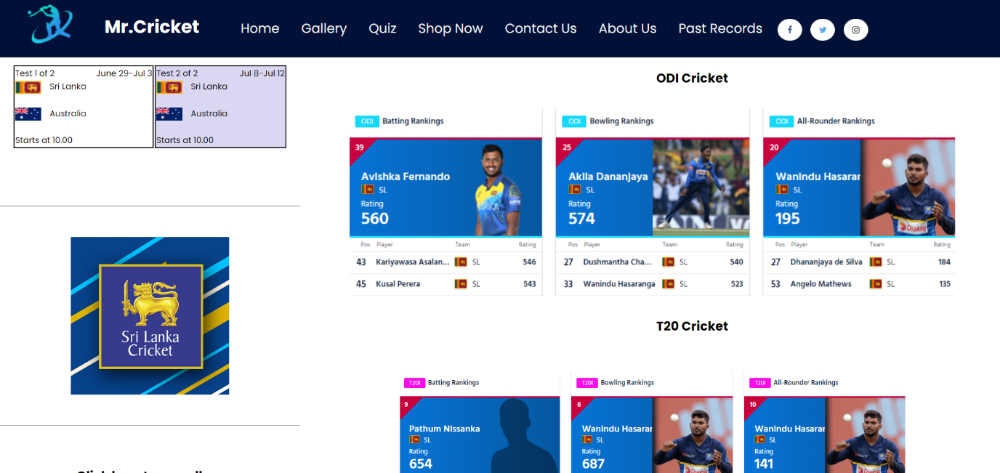 Mr.Cricket
Home Gallery Quiz Shop Now Contact Us About Us Past Records
Test 1 of 2 June 29-Jul 3
Sri Lanka
Australia
Starts at 10.00
Test 2 of 2 Jul 8-Jul 12
Sri Lanka
Australia
Starts at 10.00
Sri Lanka
Cricket
ODI Cricket
ODI Batting Rankings
39
Avishka Fernando
SL
Rating
560
Pos Player Team Rating
43 Kariyawasa Asalan... SL 546
45 Kusal Perera SL 543
ODI Bowling Rankings
25
Akila Dananjaya
SL
Rating
574
Pos Player Team Rating
27 Dushmantha Cha... SL 540
33 Wanindu Hasaranga SL 523
ODI All-Rounder Rankings
20
Wanindu Hasarar
SL
Rating
195
Pos Player Team Rating
27 Dhananjaya de Silva SL 184
53 Angelo Mathews SL 135
T20 Cricket
T20I Batting Rankings
9
Pathum Nissanka
SL
Rating
654
T20I Bowling Rankings
6
Wanindu Hasarar
SL
Rating
687
T20I All-Rounder Rankings
10
Wanindu Hasarar
SL
Rating
141